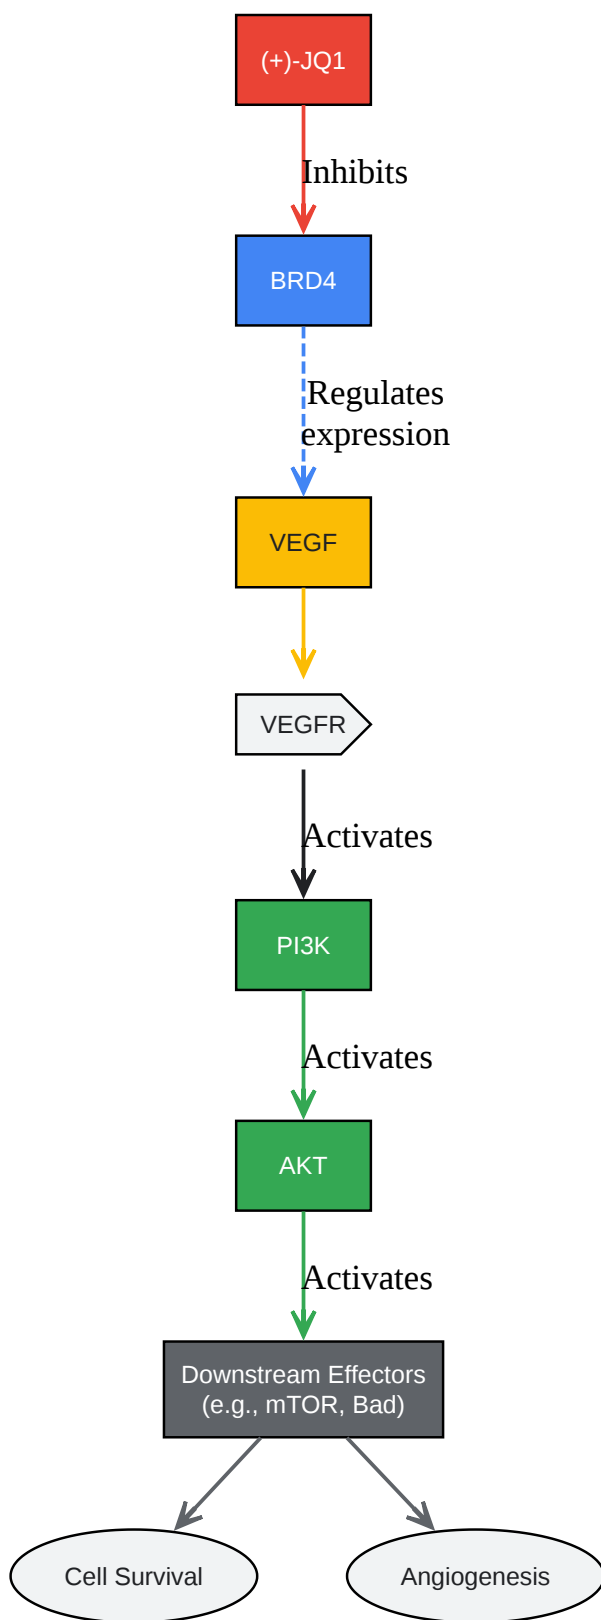 (+)-JQ1
Inhibits
BRD4
Regulates
expression
VEGF
VEGFR
Activates
PI3K
Activates
AKT
Activates
Downstream Effectors
(e.g., mTOR, Bad)
Cell Survival
Angiogenesis